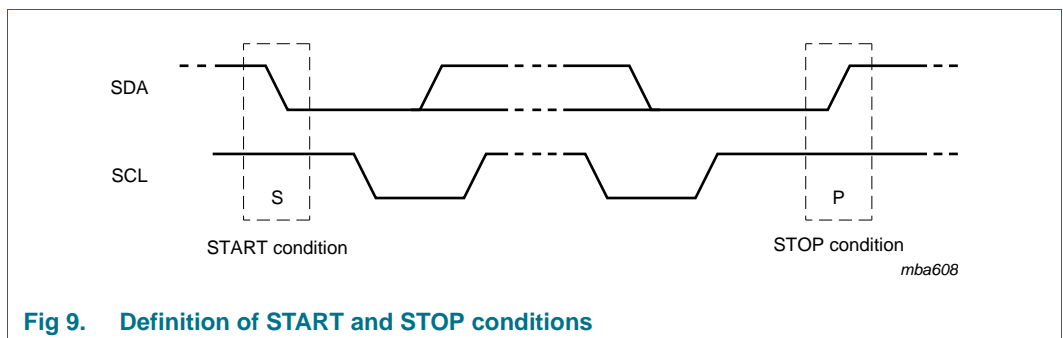 SDA
SCL
S
P
START condition
STOP condition
mba608
Fig 9. Definition of START and STOP conditions